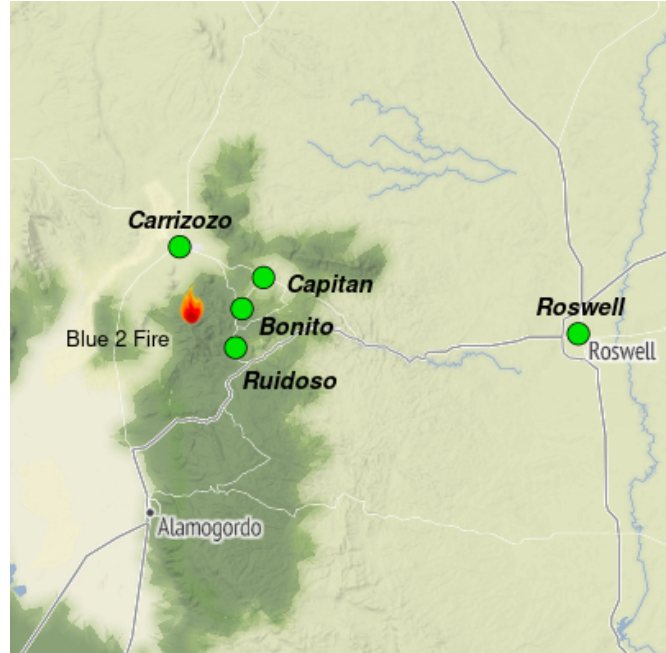 Carrizozo
Capitan
Roswell
Bonito
Blue 2 Fire
Roswell
Ruidoso
Alamogordo